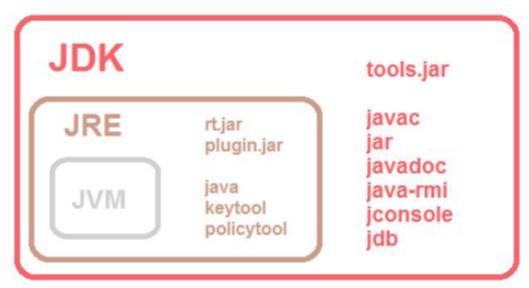 JDK
tools.jar
JRE
rt.jar
plugin.jar
JVM
java
keytool
policytool
javac
jar
javadoc
java-rmi
jconsole
jdb